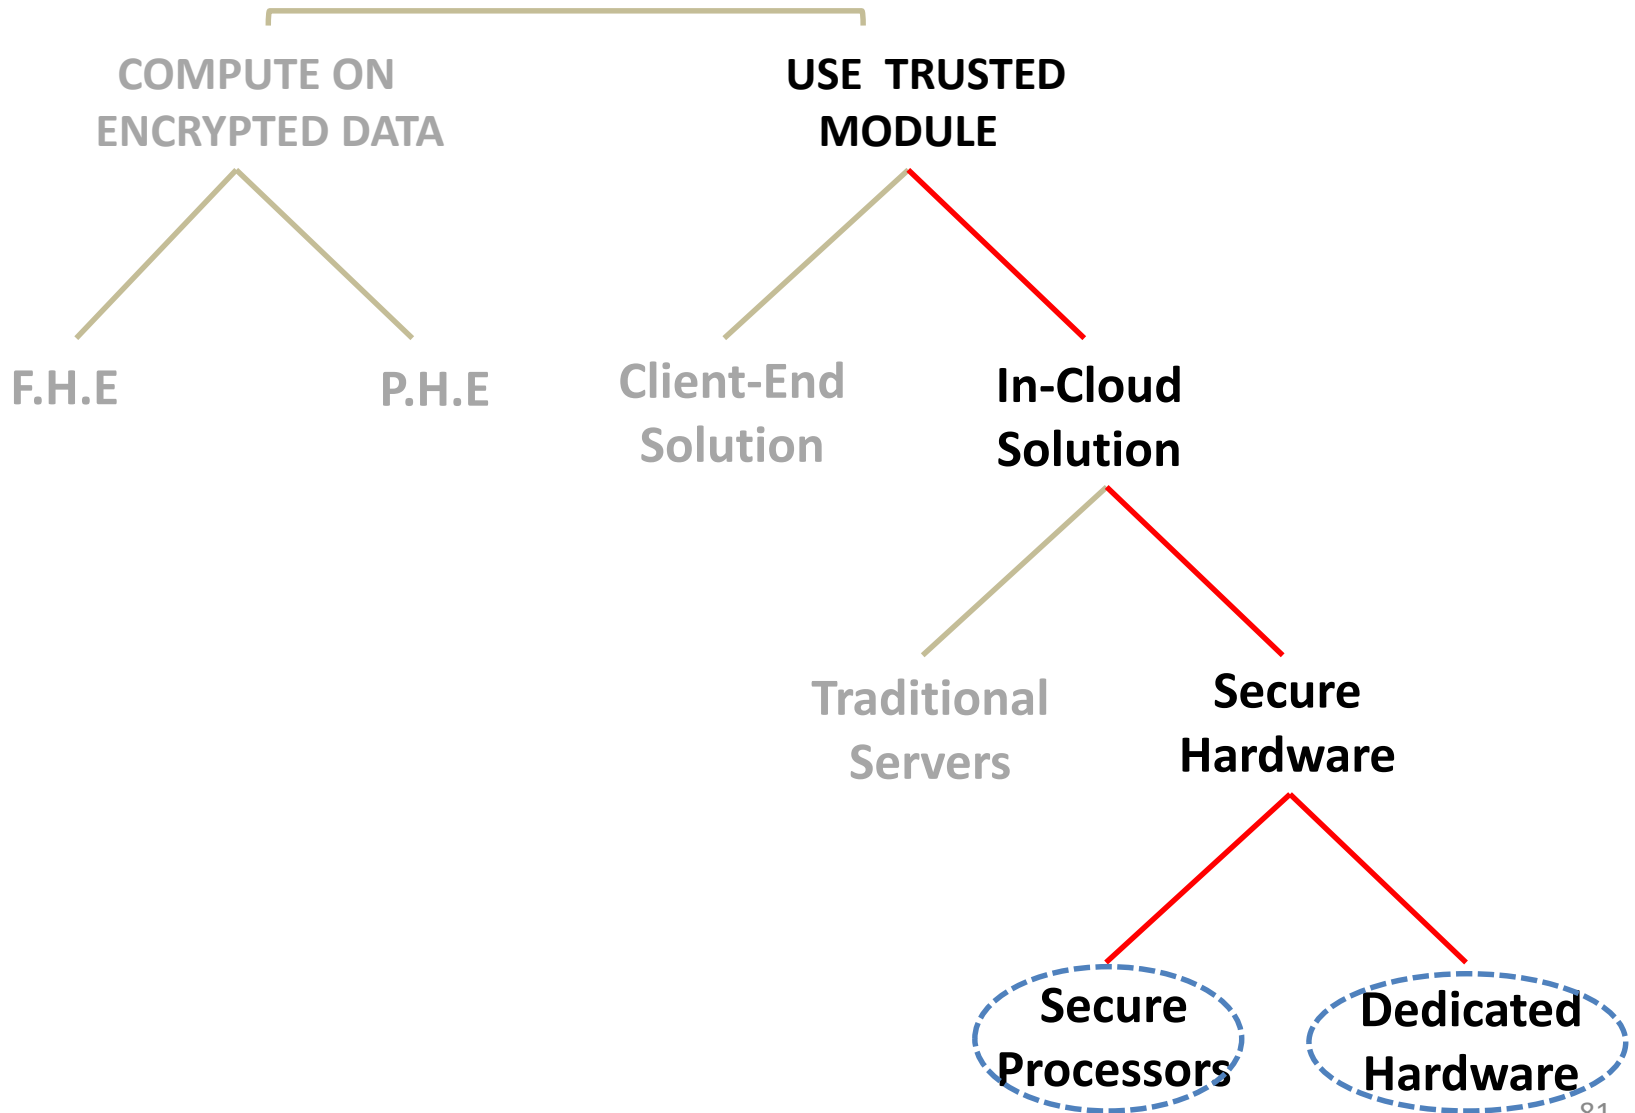 COMPUTE ON
ENCRYPTED DATA
USE TRUSTED
MODULE
F.H.E
P.H.E
Client-End
Solution
In-Cloud
Solution
Traditional
Servers
Secure
Hardware
Secure
Processors
Dedicated
Hardware
81